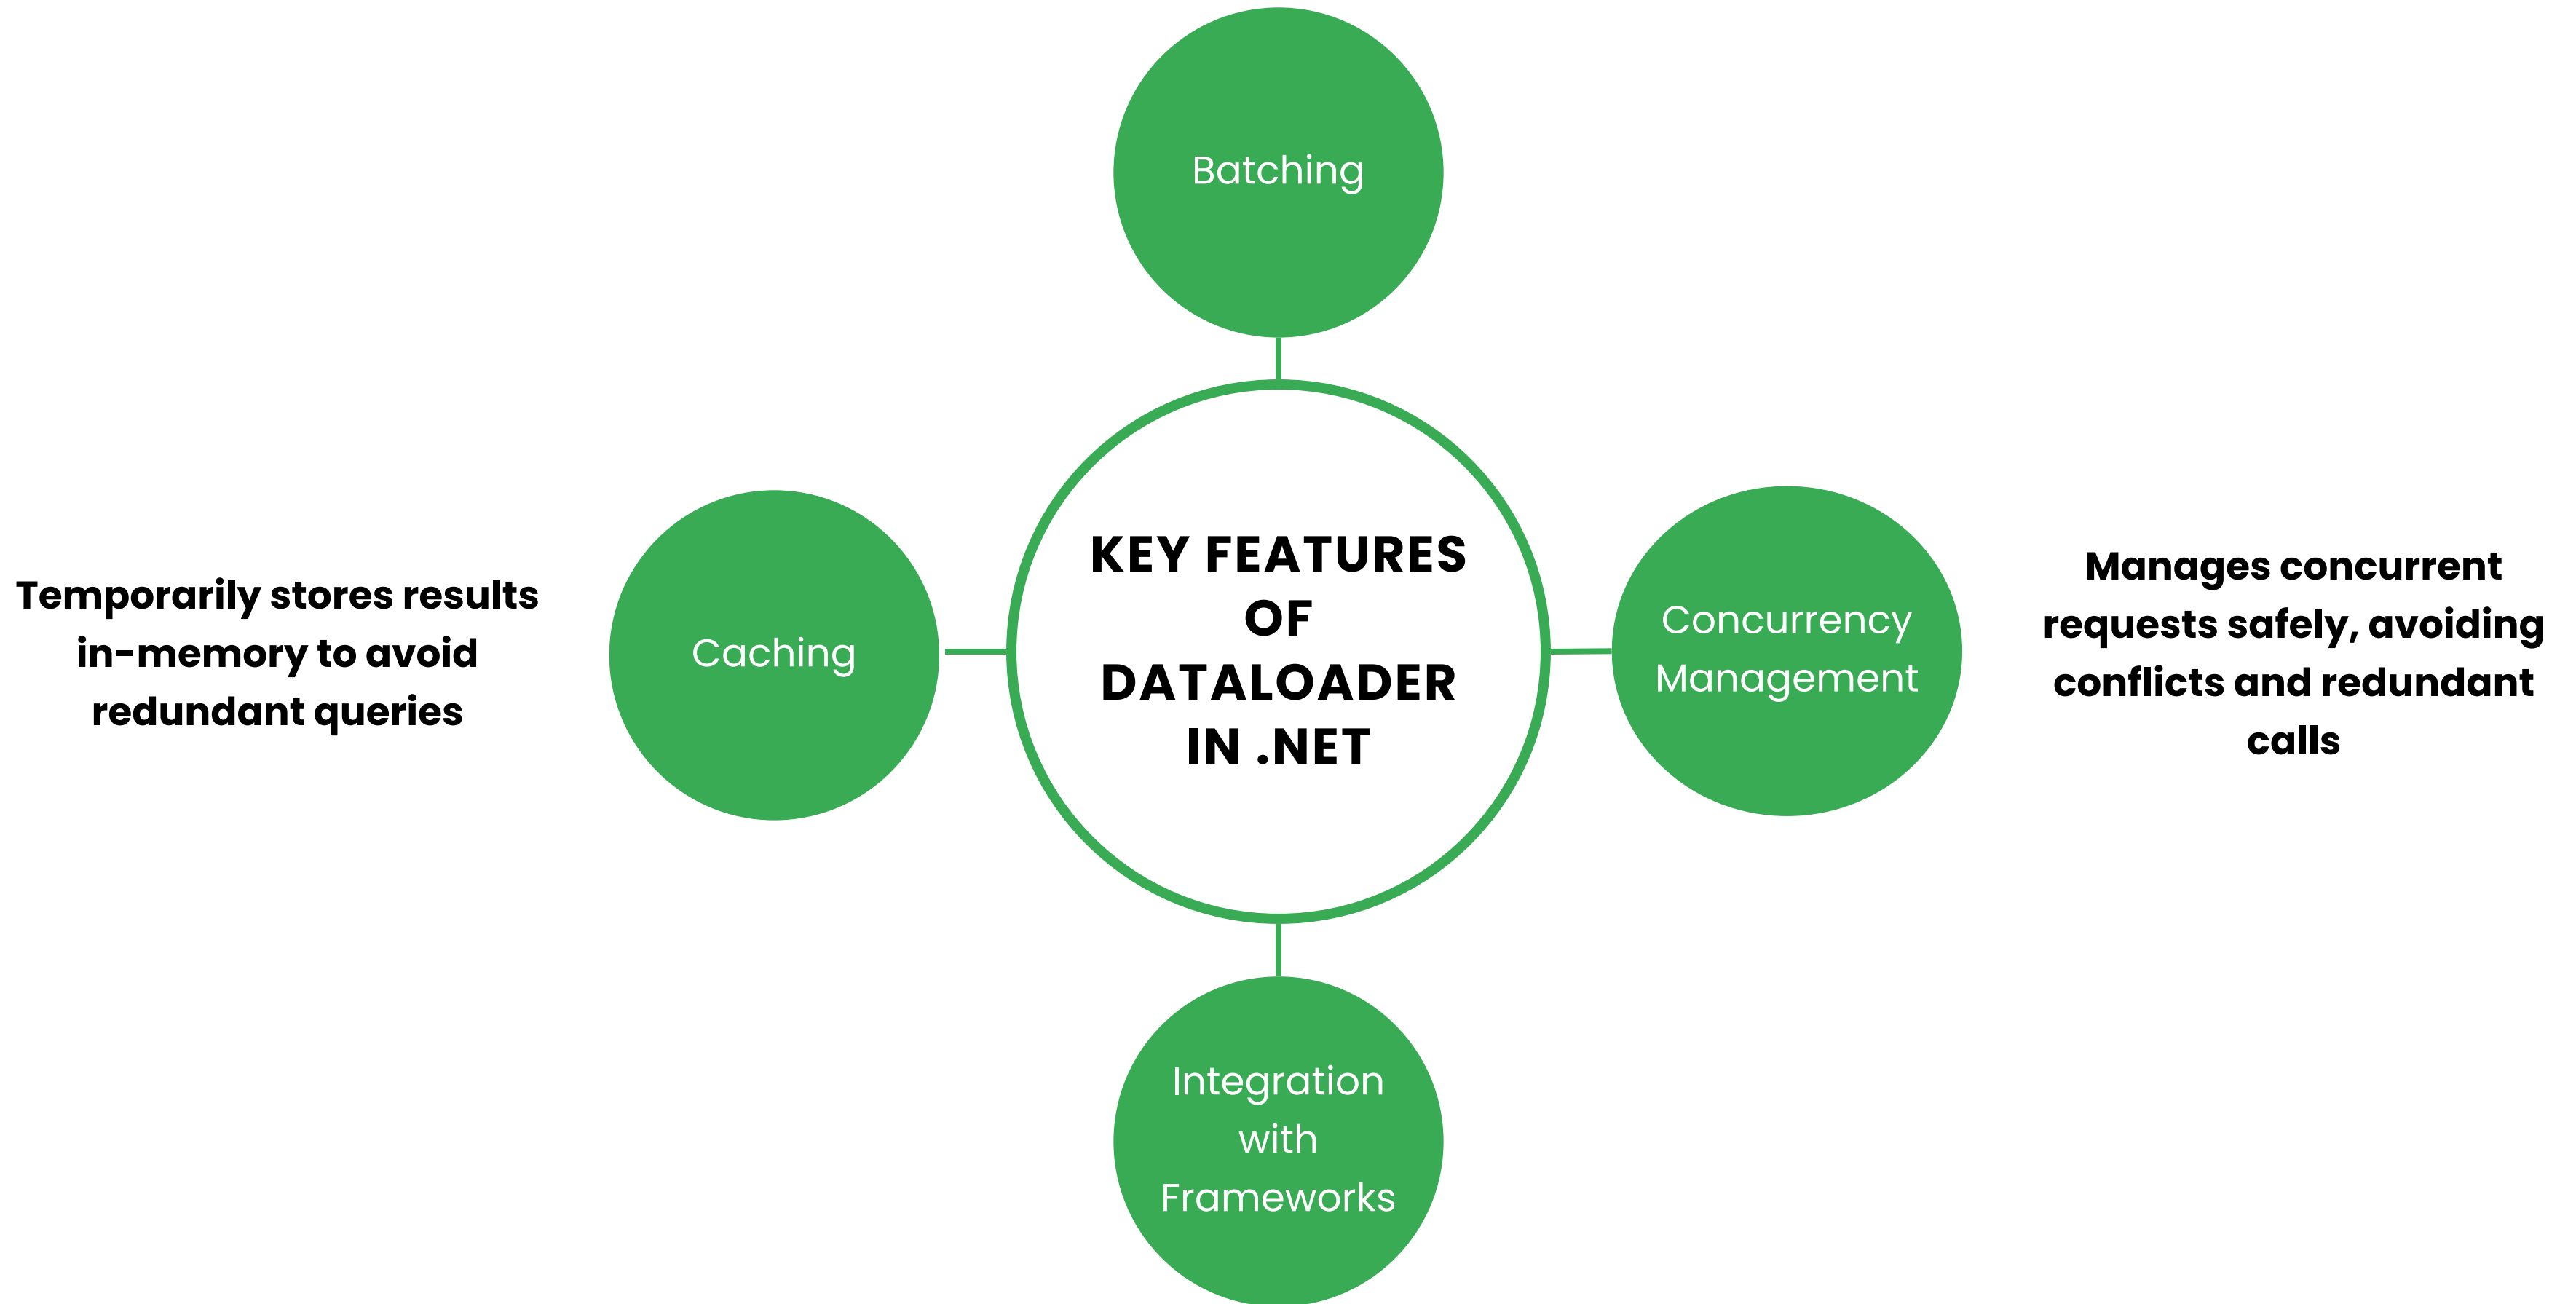 Batching
Temporarily stores results
in-memory to avoid
redundant queries
Caching
KEY FEATURES
OF
DATALOADER
IN .NET
Concurrency
Management
Manages concurrent
requests safely, avoiding
conflicts and redundant
calls
Integration
with
Frameworks